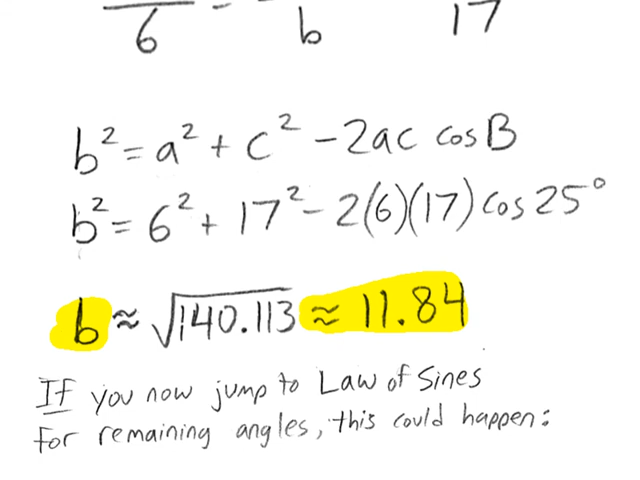 6 = b 17
b² = a² + c² - 2ac cosB
b² = 6² + 17² - 2(6)(17) cos 25°
b ≈ √140.113 ≈ 11.84
If you now jump to Law of Sines
for remaining angles, this could happen: